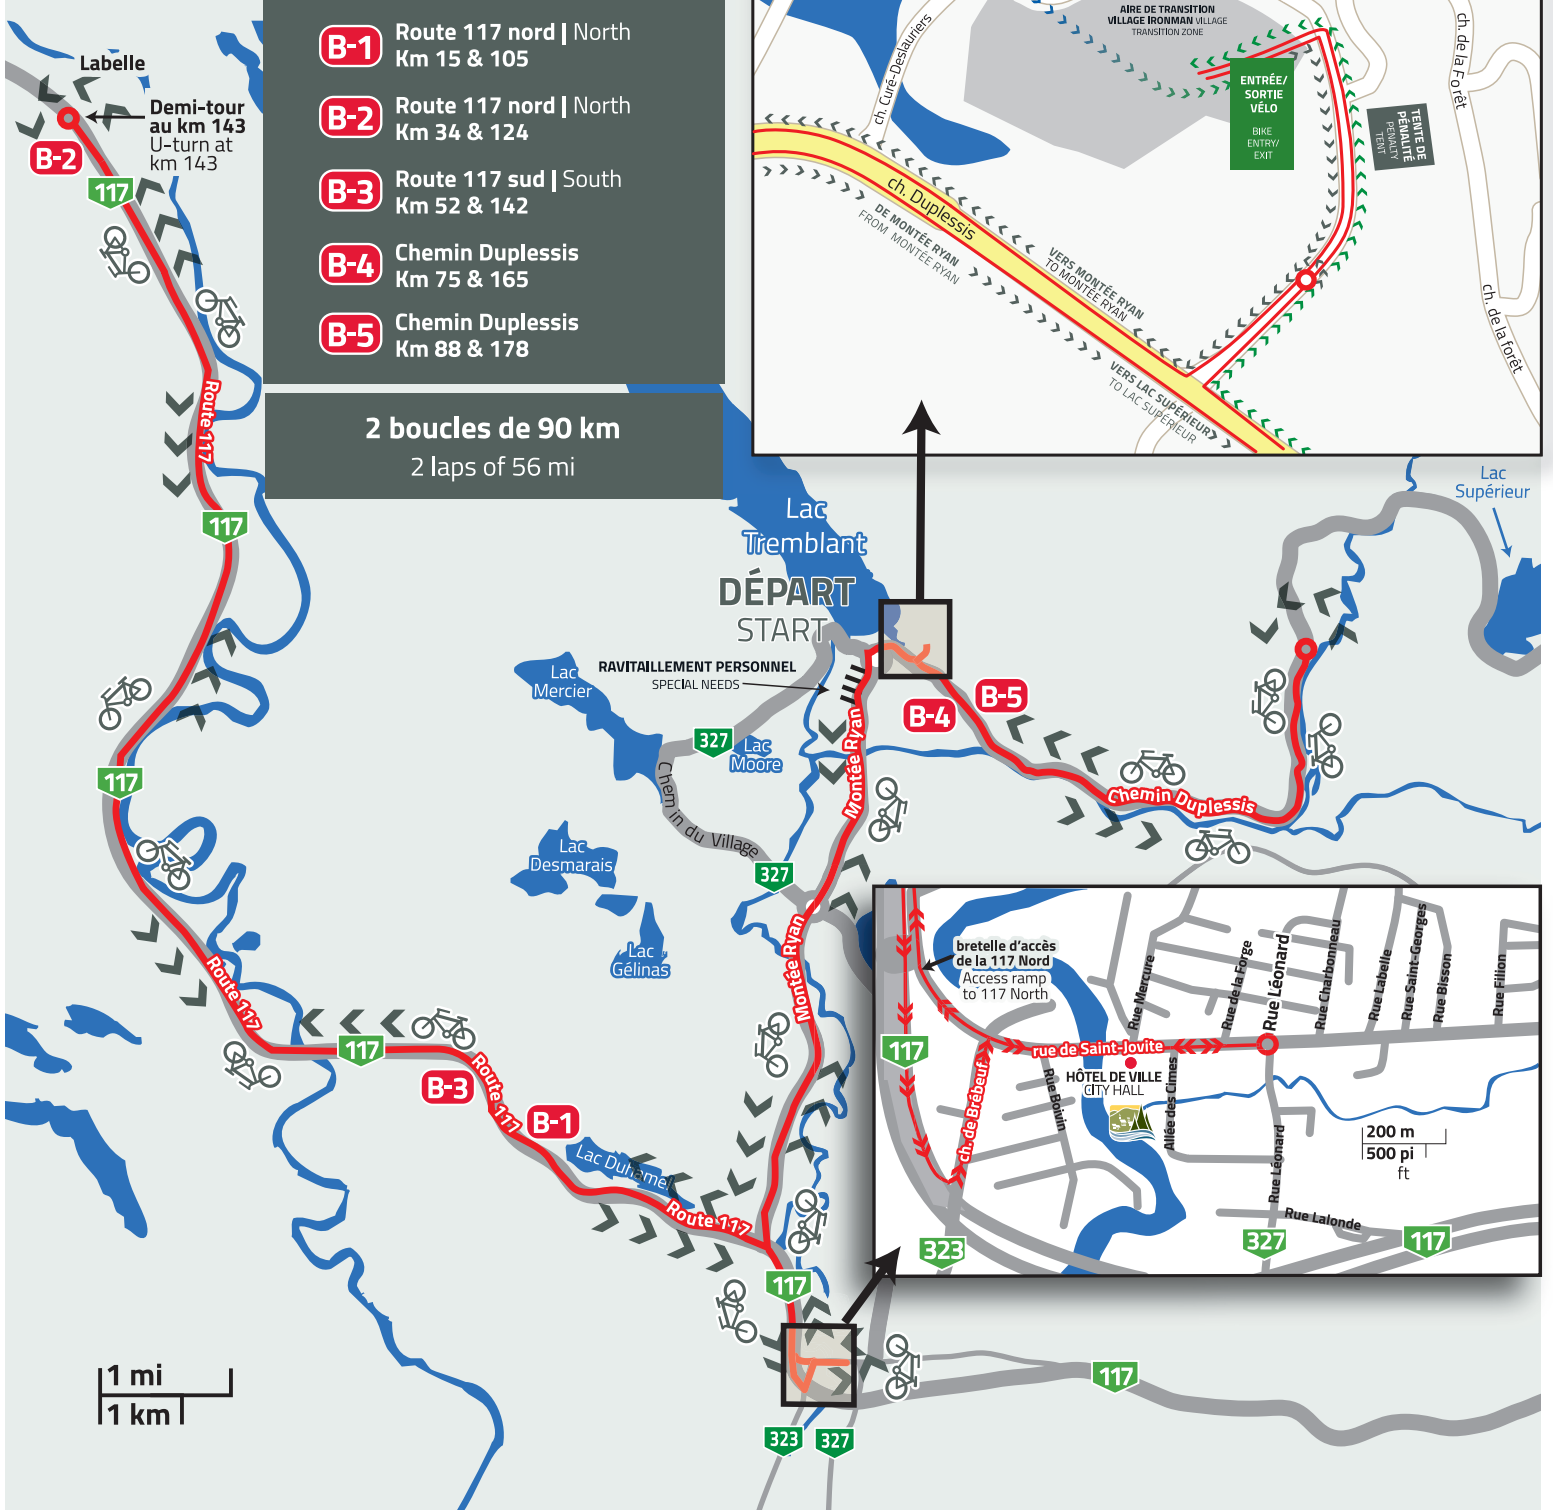 B-1
Route 117 nord | North
Km 15 & 105
B-2
Route 117 nord | North
Km 34 & 124
B-3
Route 117 sud | South
Km 52 & 142
B-4
Chemin Duplessis
Km 75 & 165
B-5
Chemin Duplessis
Km 88 & 178
2 boucles de 90 km
2 laps of 56 mi
AIRE DE TRANSITION
VILLAGE IRONMAN VILLAGE
TRANSITION ZONE
ENTRÉE/
SORTIE
VÉLO
BIKE
ENTRY/
EXIT
TENTE DE
PÉNALITÉ
PENALTY
TENT
ch. Curé-Deslauriers
ch. de la Forêt
ch. de la forêt
ch. Duplessis
DE MONTÉE RYAN
FROM MONTÉE RYAN
VERS MONTÉE RYAN
TO MONTÉE RYAN
VERS LAC SUPÉRIEUR
TO LAC SUPÉRIEUR
Labelle
Demi-tour
au km 143
U-turn at
km 143
B-2
117
Route 117
117
117
Route 117
117
B-3
Route 117
B-1
Lac Duhamel
Route 117
117
Lac
Tremblant
DÉPART
START
RAVITAILLEMENT PERSONNEL
SPECIAL NEEDS
Lac
Mercier
327
Lac
Moore
Chemin du Village
327
Lac
Desmarais
Lac
Gélinas
Montée Ryan
Montée Ryan
B-4
B-5
Chemin Duplessis
Lac
Supérieur
bretelle d'accès
de la 117 Nord
Access ramp
to 117 North
117
rue de Saint-Jovite
ch. de Brébeuf
HÔTEL DE VILLE
CITY HALL
Rue Boivin
Allée des Cimes
Rue Mercure
Rue de la Forge
Rue Léonard
Rue Charbonneau
Rue Labelle
Rue Saint-Georges
Rue Bisson
Rue Filion
Rue Léonard
Rue Lalonde
200 m
500 pi
ft
323
327
117
117
323
327
1 mi
1 km